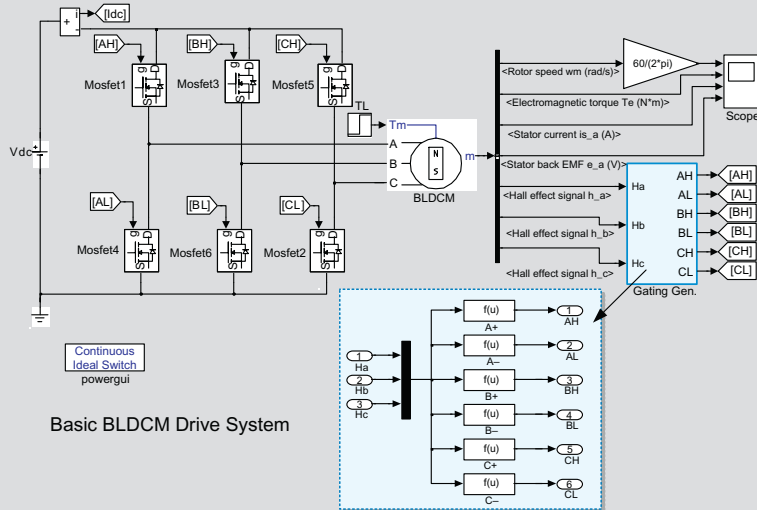 [Idc]
i
+
−
[AH]
[BH]
[CH]
g D
S
Mosfet1
g D
S
Mosfet3
g D
S
Mosfet5
60/(2*pi)
<Rotor speed wm (rad/s)>
<Electromagnetic torque Te (N*m)>
<Stator current is_a (A)>
<Stator back EMF e_a (V)>
Scope
TL
Tm
A
B
C
N
S
m
BLDCM
Vdc
+
[AL]
[BL]
[CL]
g D
S
Mosfet4
g D
S
Mosfet6
g D
S
Mosfet2
<Hall effect signal h_a>
<Hall effect signal h_b>
<Hall effect signal h_c>
Ha
Hb
Hc
AH
AL
BH
BL
CH
CL
[AH]
[AL]
[BH]
[BL]
[CH]
[CL]
Gating Gen.
Continuous
Ideal Switch
powergui
Basic BLDCM Drive System
1
Ha
2
Hb
3
Hc
f(u)
A+
f(u)
A−
f(u)
B+
f(u)
B−
f(u)
C+
f(u)
C−
1
AH
2
AL
3
BH
4
BL
5
CH
6
CL